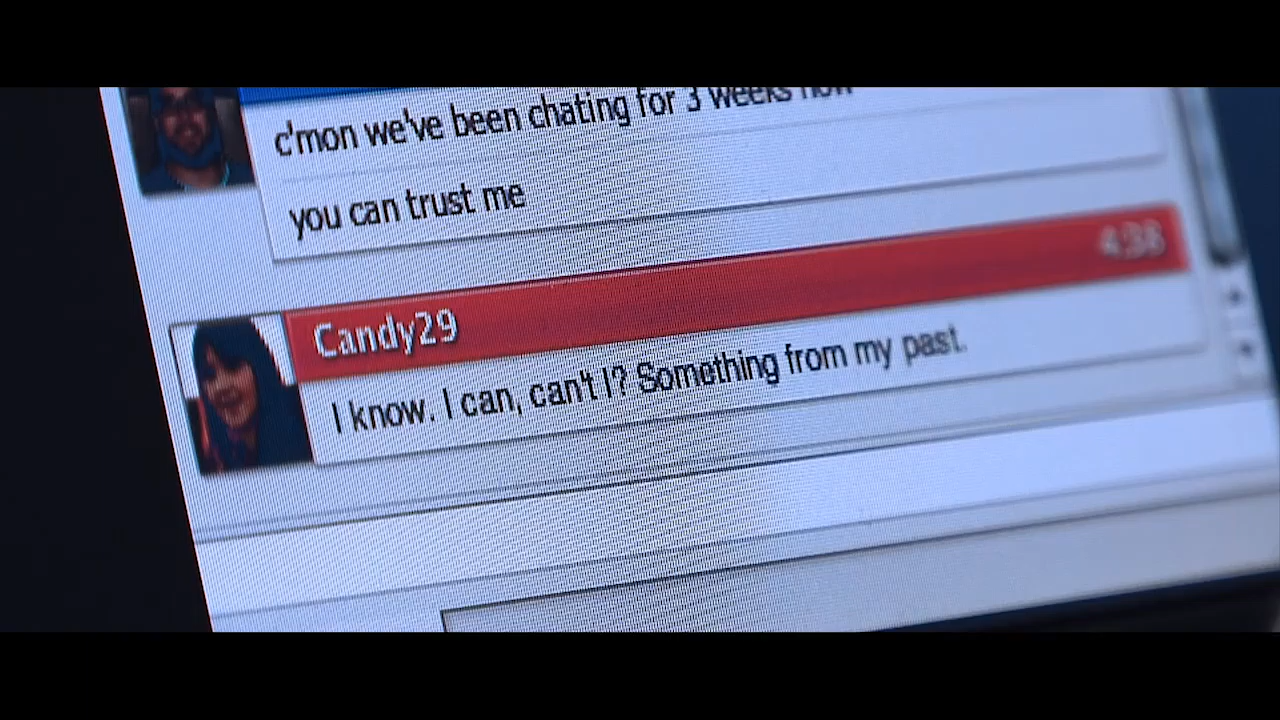 c'mon we've been chating for 3 weeks now
you can trust me
Candy29 4:38
I know. I can, can't I? Something from my past.